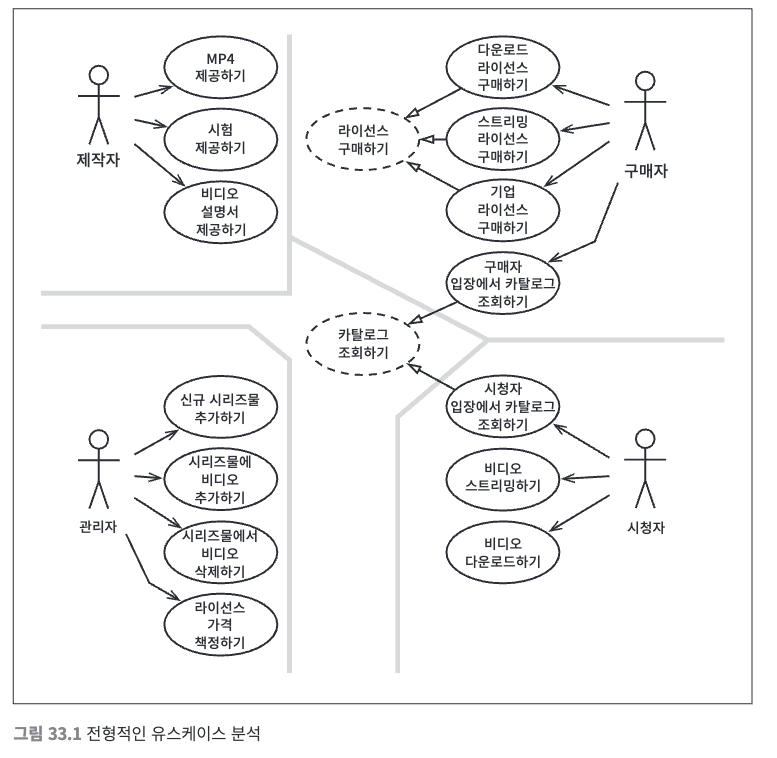 MP4
제공하기
시험
제공하기
비디오
설명서
제공하기
제작자
다운로드
라이선스
구매하기
스트리밍
라이선스
구매하기
기업
라이선스
구매하기
구매자
입장에서 카탈로그
조회하기
라이선스
구매하기
구매자
카탈로그
조회하기
신규 시리즈물
추가하기
시리즈물에
비디오
추가하기
시리즈물에서
비디오
삭제하기
라이선스
가격
책정하기
관리자
시청자
입장에서 카탈로그
조회하기
비디오
스트리밍하기
비디오
다운로드하기
시청자
그림 33.1 전형적인 유스케이스 분석